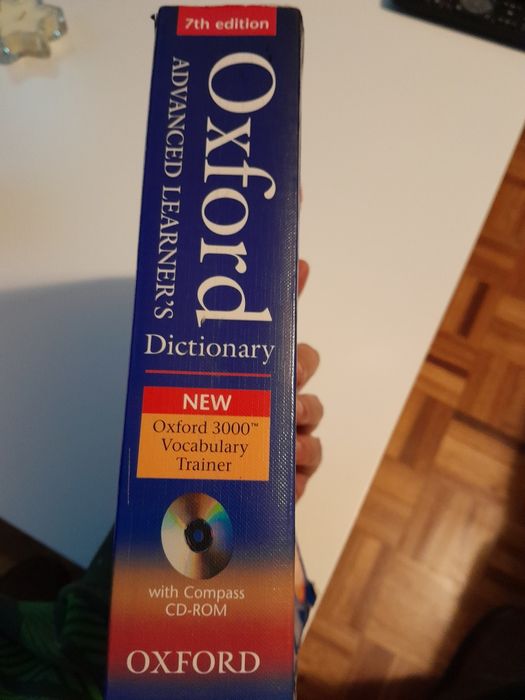 7th edition
Oxford
ADVANCED LEARNER'S
Dictionary
NEW
Oxford 3000™
Vocabulary
Trainer
with Compass
CD-ROM
OXFORD